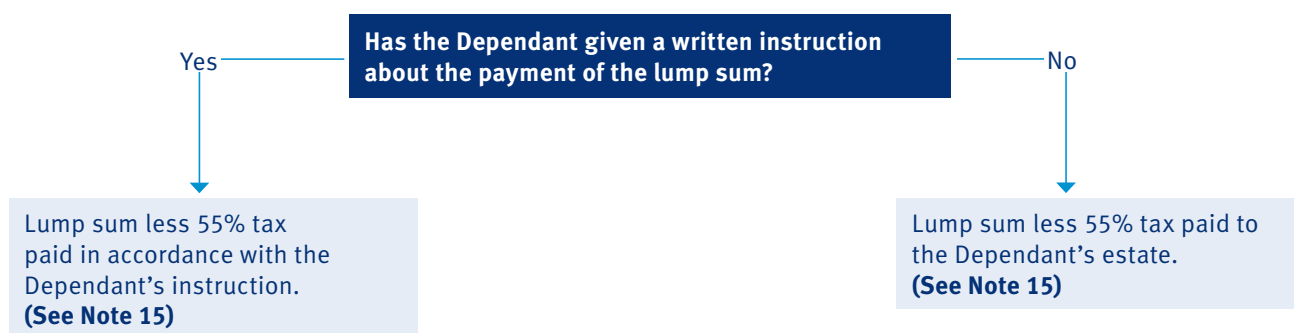 Has the Dependant given a written instruction
about the payment of the lump sum?
Yes
No
Lump sum less 55% tax
paid in accordance with the
Dependant’s instruction.
(See Note 15)
Lump sum less 55% tax paid to
the Dependant’s estate.
(See Note 15)